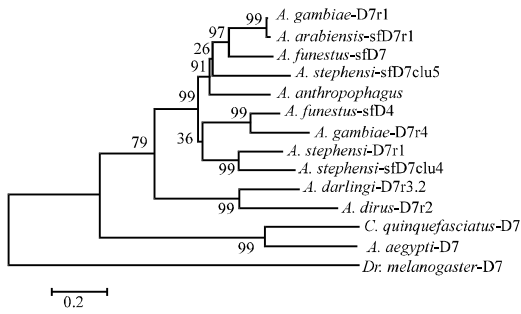 99 A. gambiae-D7r1
97 A. arabiensis-sfD7r1
26 A. funestus-sfD7
91 A. stephensi-sfD7clu5
99 A. anthropophagus
99 A. funestus-sfD4
36 A. gambiae-D7r4
79 A. stephensi-D7r1
99 A. stephensi-sfD7clu4
A. darlingi-D7r3.2
99 A. dirus-D7r2
C. quinquefasciatus-D7
99 A. aegypti-D7
Dr. melanogaster-D7
0.2